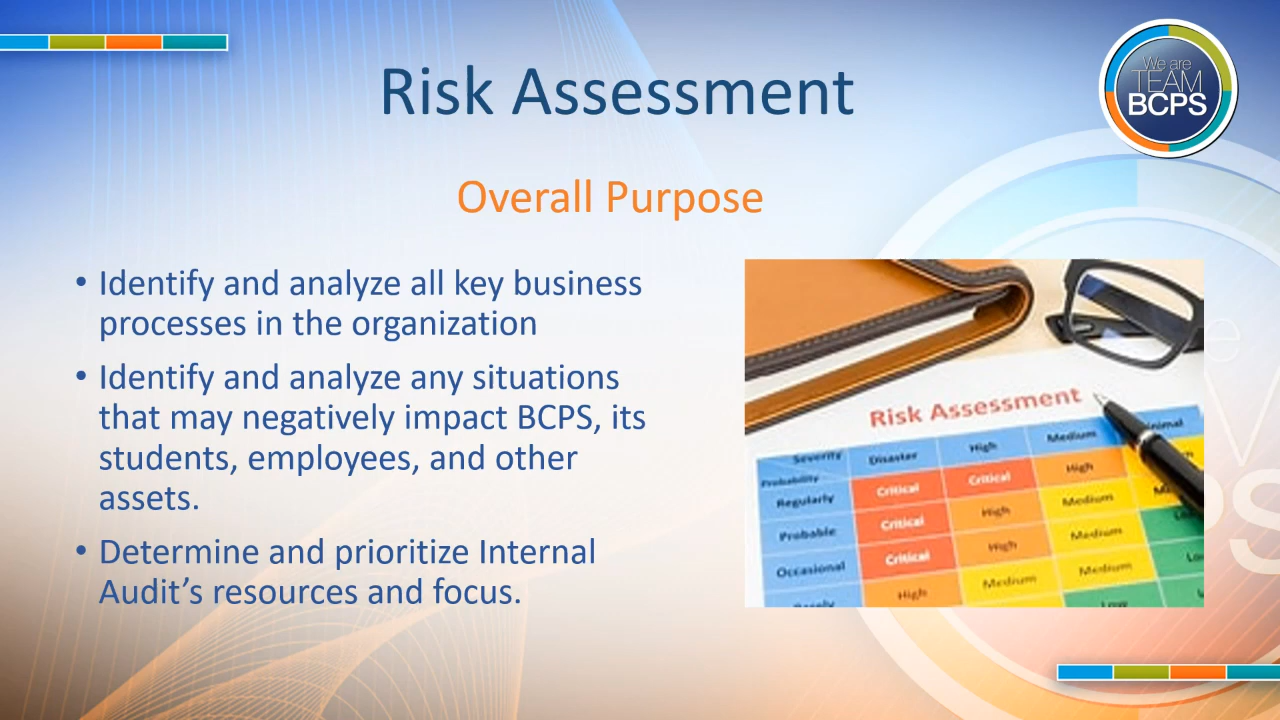 We are
TEAM
BCPS
Risk Assessment
Overall Purpose
• Identify and analyze all key business
processes in the organization
• Identify and analyze any situations
that may negatively impact BCPS, its
students, employees, and other
assets.
• Determine and prioritize Internal
Audit’s resources and focus.
Risk Assessment
Severity Disaster High Medium
Probability
Regularly Critical Critical High
Probable Critical High Medium
Occasional Critical High Medium
High Medium Low